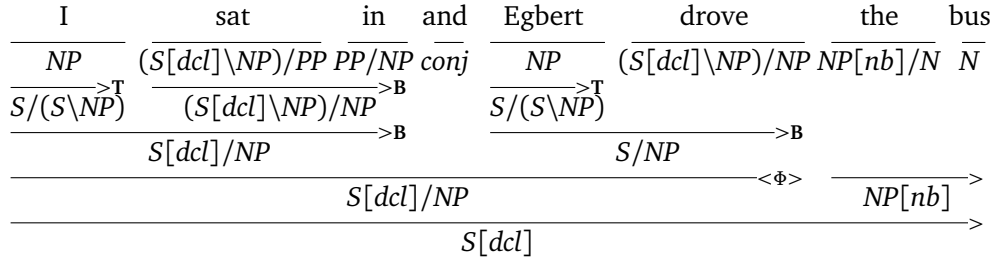 I sat in and Egbert drove the bus
NP (S[dcl]\NP)/PP PP/NP conj NP (S[dcl]\NP)/NP NP[nb]/N N
>T >B >T
S/(S\NP) (S[dcl]\NP)/NP S/(S\NP)
>B >B
S[dcl]/NP S/NP
<Φ> >
S[dcl]/NP NP[nb]
>
S[dcl]